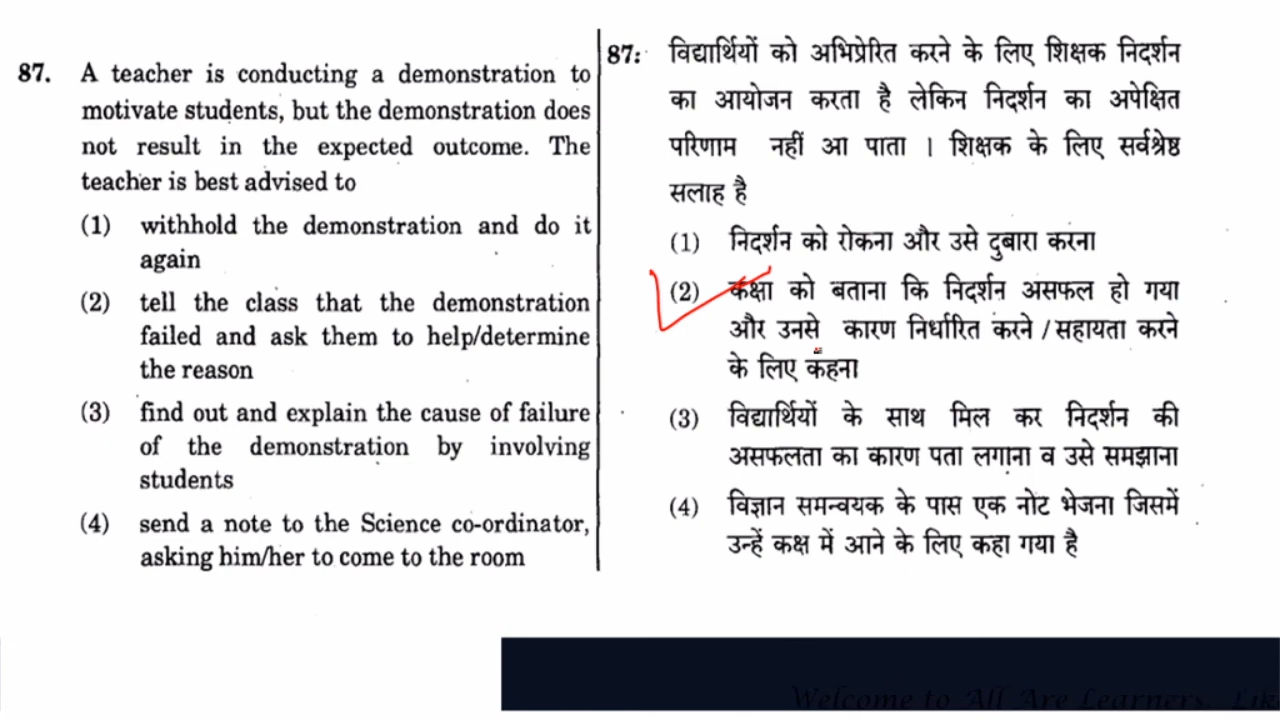 87. A teacher is conducting a demonstration to
motivate students, but the demonstration does
not result in the expected outcome. The
teacher is best advised to
(1) withhold the demonstration and do it
again
(2) tell the class that the demonstration
failed and ask them to help/determine
the reason
(3) find out and explain the cause of failure
of the demonstration by involving
students
(4) send a note to the Science co-ordinator,
asking him/her to come to the room
87: विद्यार्थियों को अभिप्रेरित करने के लिए शिक्षक निदर्शन
का आयोजन करता है लेकिन निदर्शन का अपेक्षित
परिणाम नहीं आ पाता । शिक्षक के लिए सर्वश्रेष्ठ
सलाह है
(1) निदर्शन को रोकना और उसे दुबारा करना
(2) कक्षा को बताना कि निदर्शन असफल हो गया
और उनसे कारण निर्धारित करने / सहायता करने
के लिए कहना
(3) विद्यार्थियों के साथ मिल कर निदर्शन की
असफलता का कारण पता लगाना व उसे समझाना
(4) विज्ञान समन्वयक के पास एक नोट भेजना जिसमें
उन्हें कक्ष में आने के लिए कहा गया है
Welcome to All Are Learners